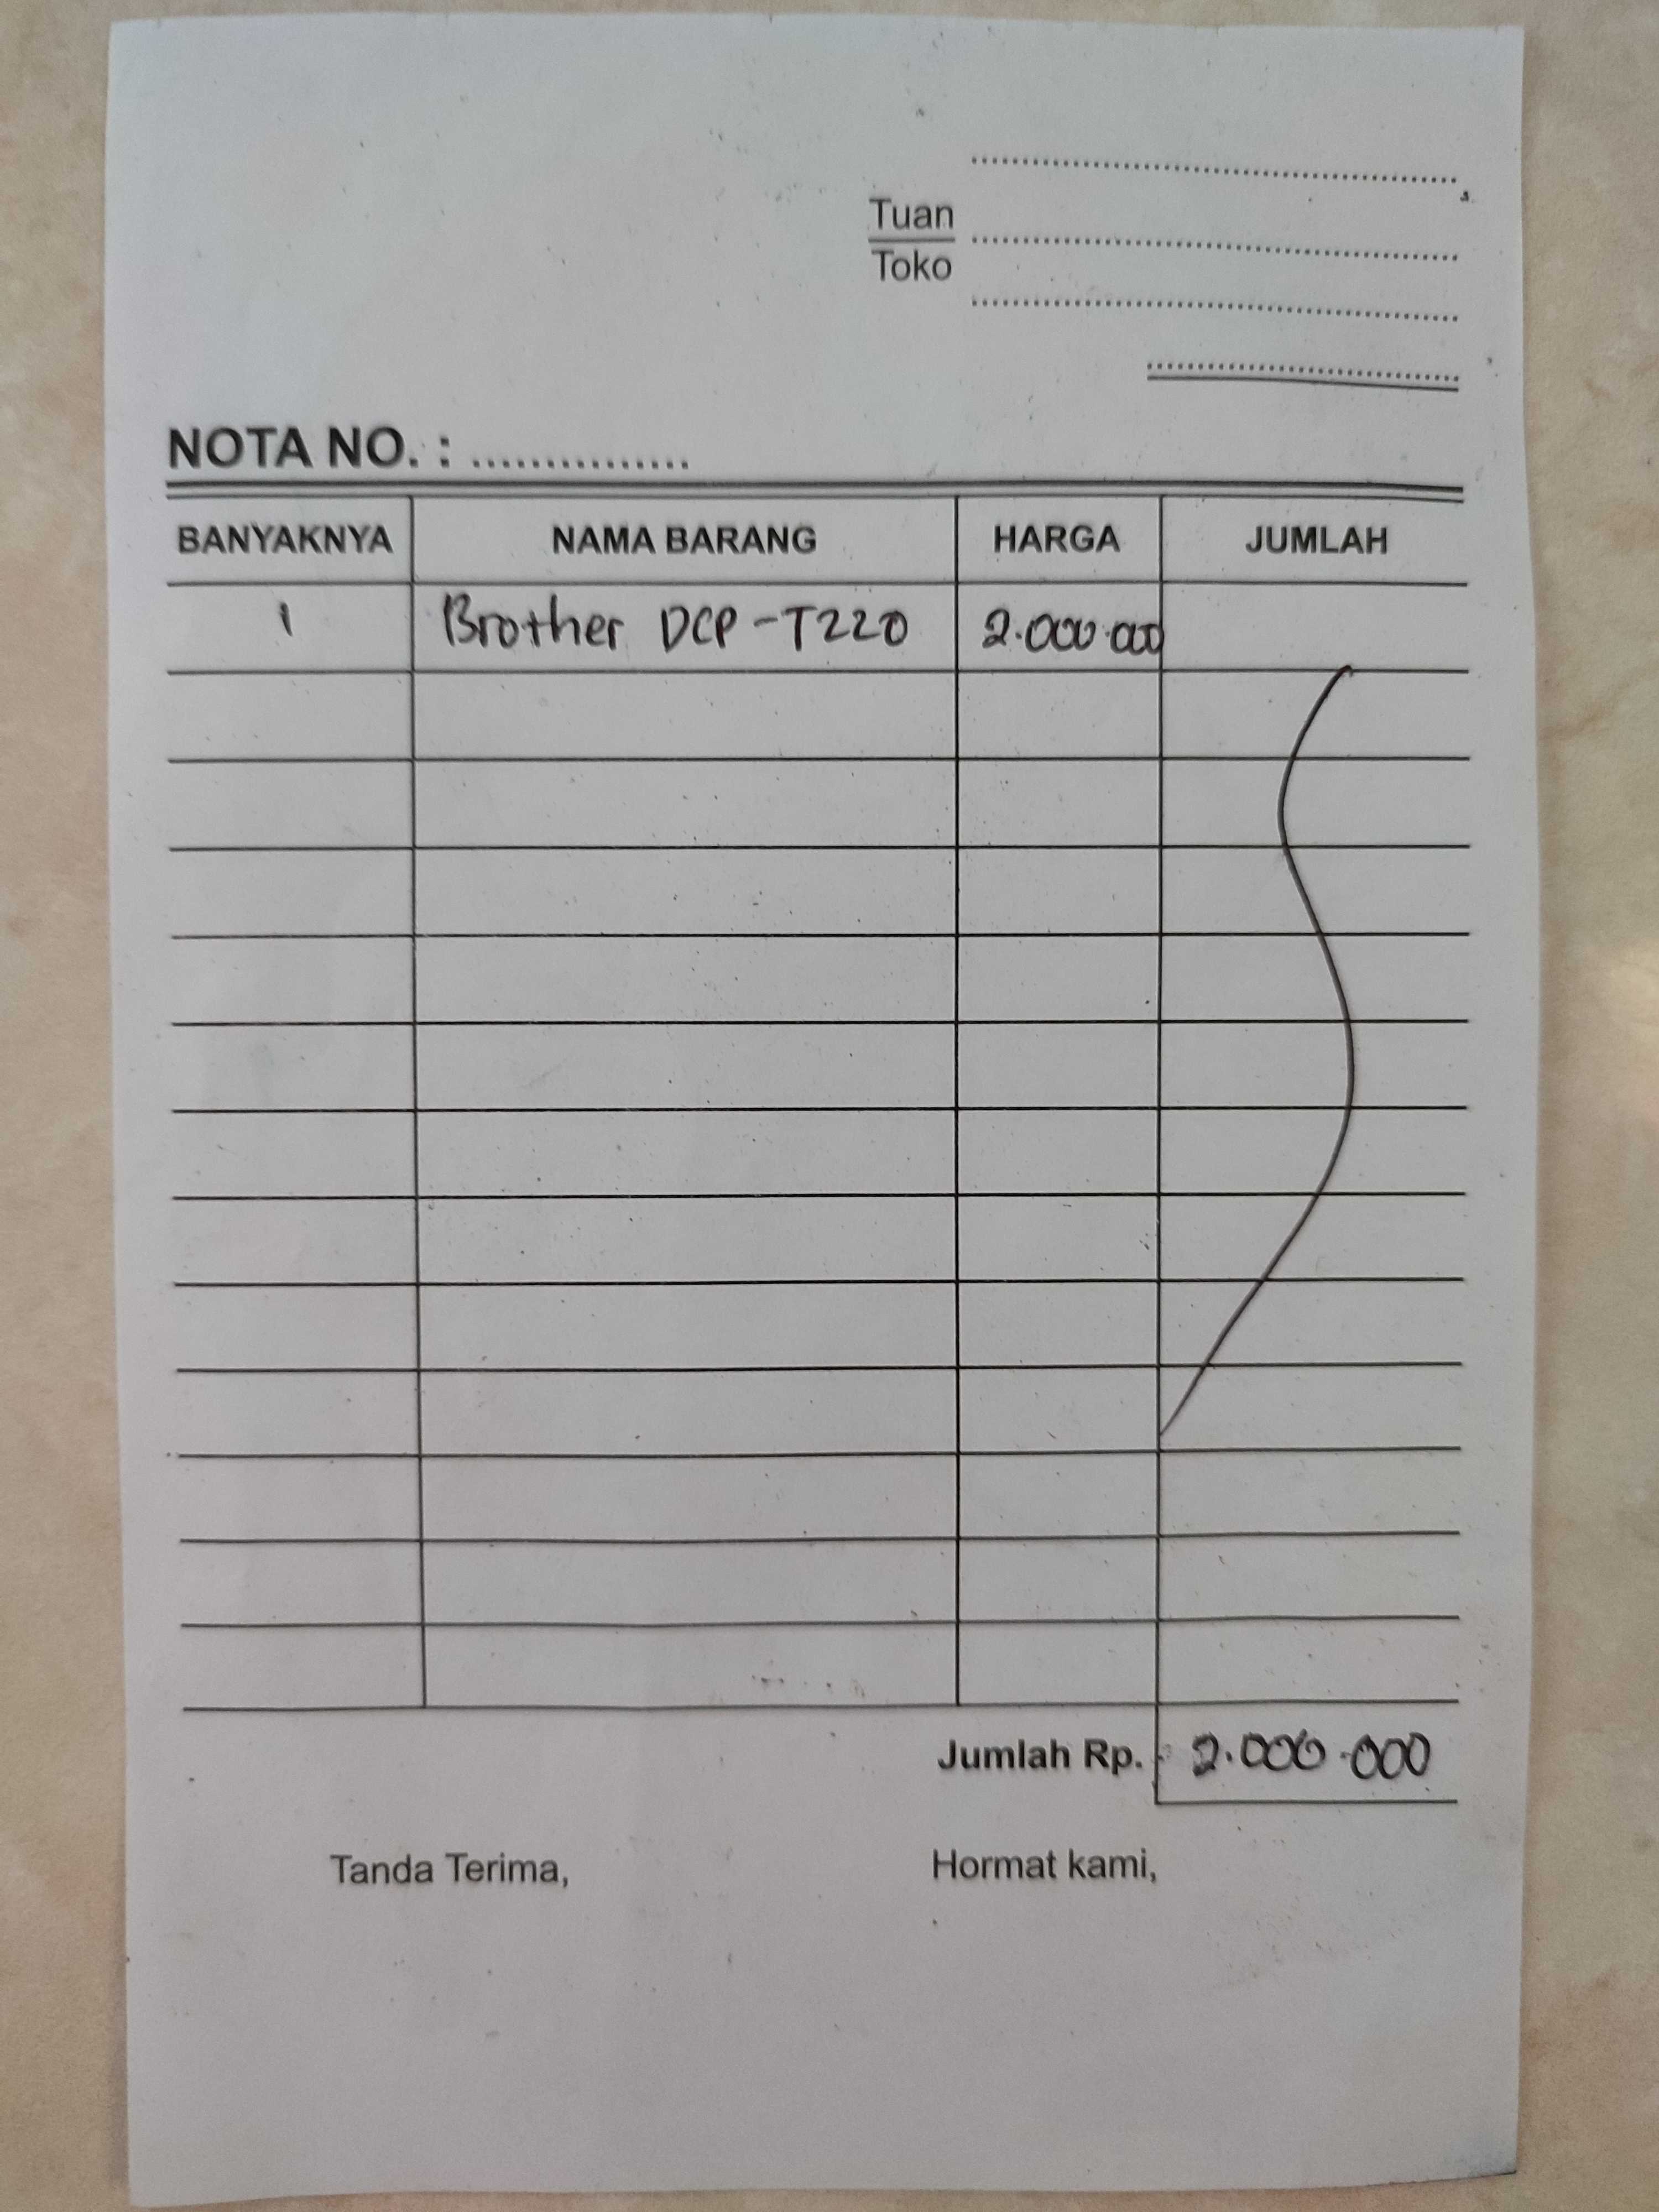 Tuan
Toko
NOTA NO. : ...............
BANYAKNYA NAMA BARANG HARGA JUMLAH
1 Brother DCP-T220 2.000.000
Jumlah Rp. 2.000.000
Tanda Terima, Hormat kami,